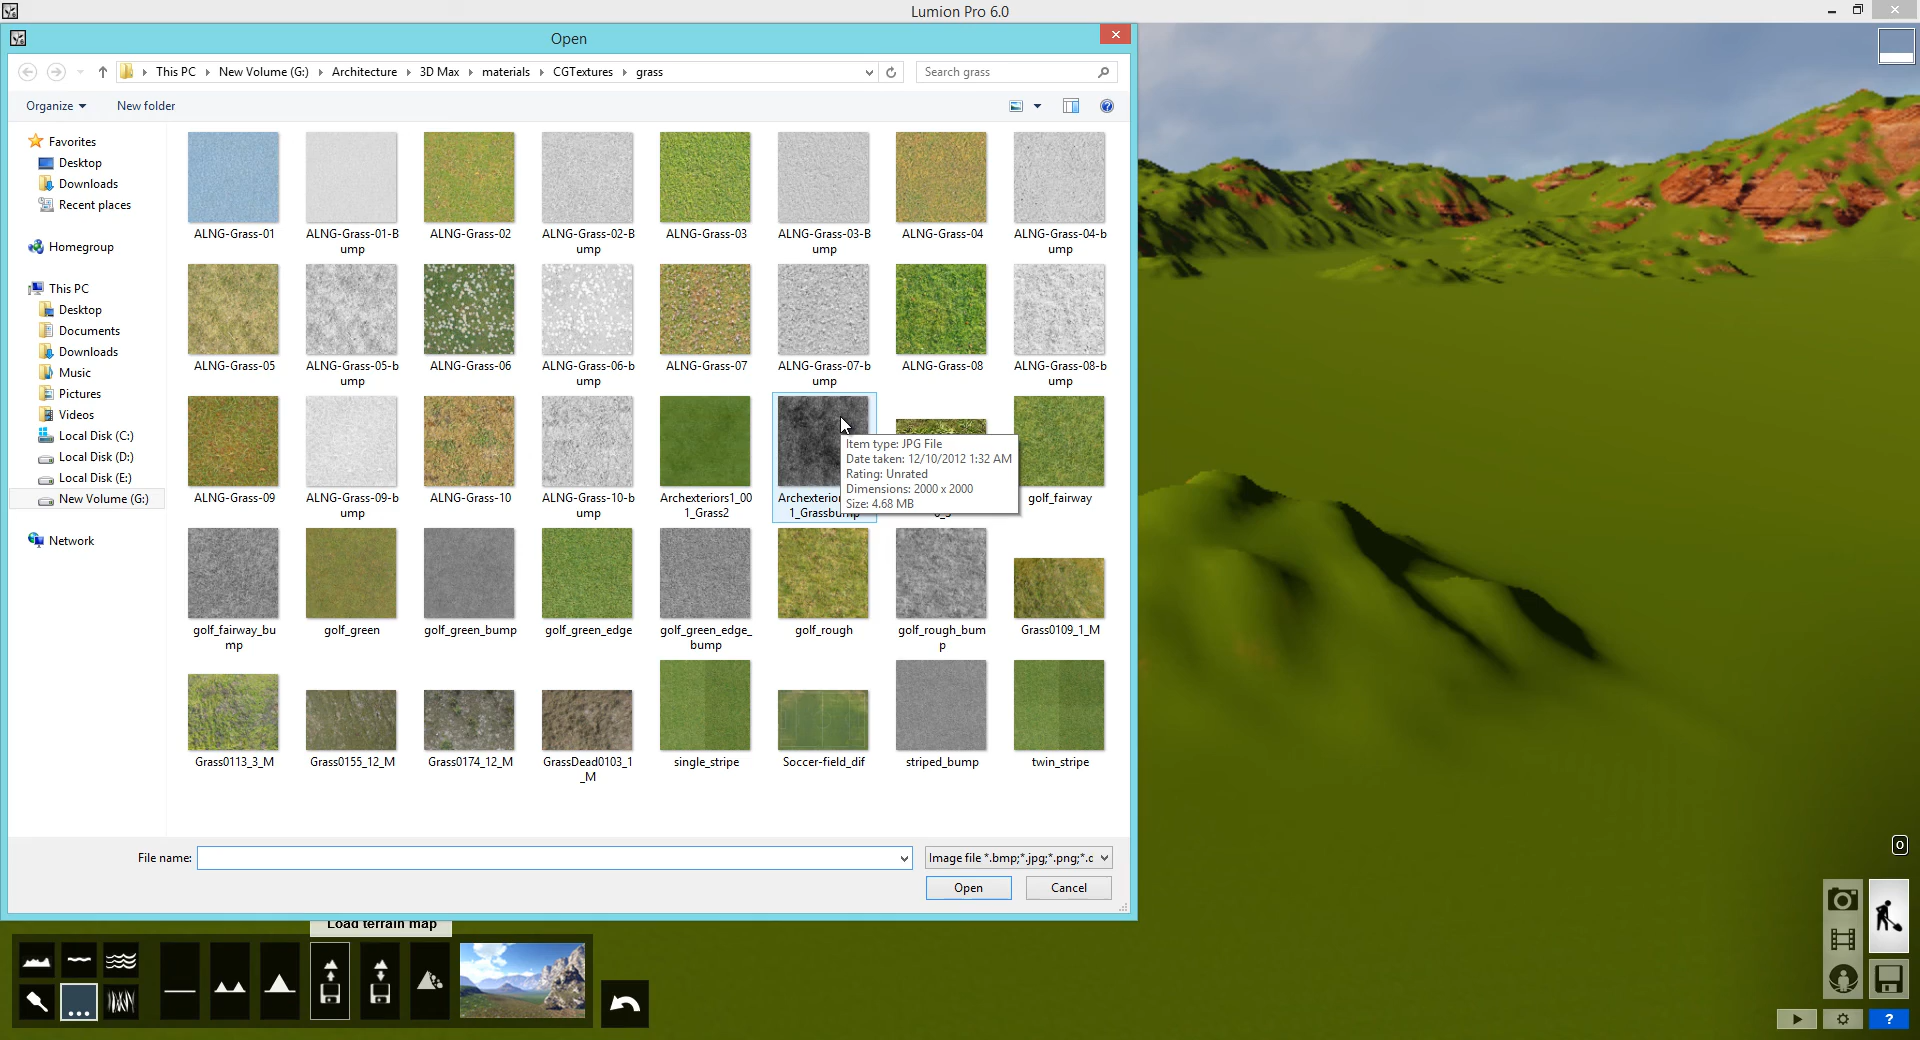 Lumion Pro 6.0
Open
This PC
New Volume (G:)
Architecture
3D Max
materials
CGTextures
grass
Search grass
Organize
New folder
Favorites
Desktop
Downloads
Recent places
Homegroup
This PC
Desktop
Documents
Downloads
Music
Pictures
Videos
Local Disk (C:)
Local Disk (D:)
Local Disk (E:)
New Volume (G:)
Network
ALNG-Grass-01
ALNG-Grass-01-B
ump
ALNG-Grass-02
ALNG-Grass-02-B
ump
ALNG-Grass-03
ALNG-Grass-03-B
ump
ALNG-Grass-04
ALNG-Grass-04-b
ump
ALNG-Grass-05
ALNG-Grass-05-b
ump
ALNG-Grass-06
ALNG-Grass-06-b
ump
ALNG-Grass-07
ALNG-Grass-07-b
ump
ALNG-Grass-08
ALNG-Grass-08-b
ump
ALNG-Grass-09
ALNG-Grass-09-b
ump
ALNG-Grass-10
ALNG-Grass-10-b
ump
Archexteriors1_00
1_Grass2
1_Grassbump
Item type: JPG File
Date taken: 12/10/2012 1:32 AM
Rating: Unrated
Dimensions: 2000 x 2000
Size: 4.68 MB
golf_fairway
golf_fairway_bu
mp
golf_green
golf_green_bump
golf_green_edge
golf_green_edge_
bump
golf_rough
golf_rough_bum
p
Grass0109_1_M
Grass0113_3_M
Grass0155_12_M
Grass0174_12_M
GrassDead0103_1
_M
single_stripe
Soccer-field_dif
striped_bump
twin_stripe
File name:
Image file *.bmp;*.jpg;*.png;*.c
Open
Cancel
Load terrain map
O
?